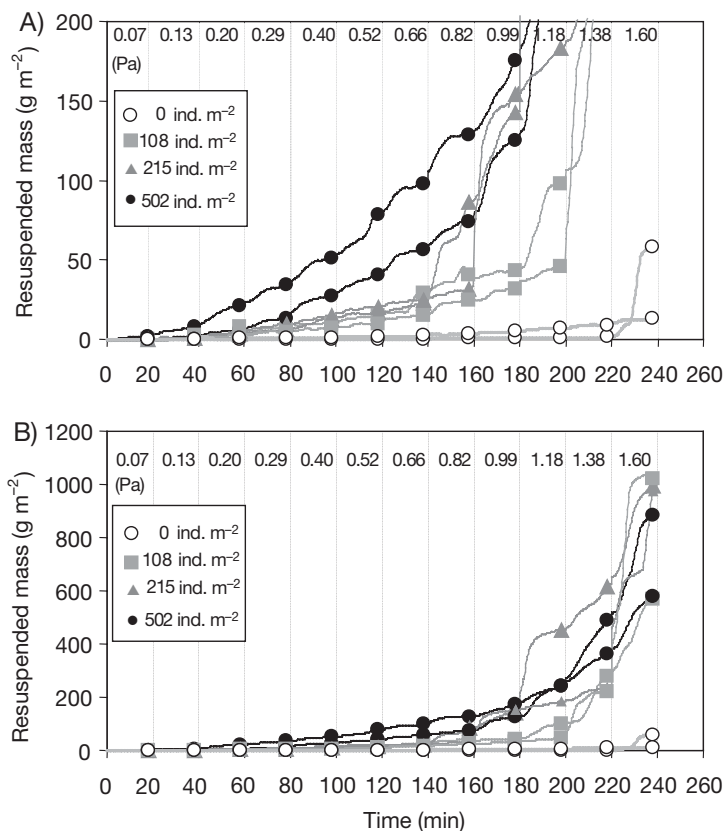 A)
200
150
100
50
0
Resuspended mass (g m⁻²)
0.07 0.13 0.20 0.29 0.40 0.52 0.66 0.82 0.99 1.18 1.38 1.60
(Pa)
0 ind. m⁻²
108 ind. m⁻²
215 ind. m⁻²
502 ind. m⁻²
0 20 40 60 80 100 120 140 160 180 200 220 240 260
B)
1200
1000
800
600
400
200
0
Resuspended mass (g m⁻²)
0.07 0.13 0.20 0.29 0.40 0.52 0.66 0.82 0.99 1.18 1.38 1.60
(Pa)
0 ind. m⁻²
108 ind. m⁻²
215 ind. m⁻²
502 ind. m⁻²
0 20 40 60 80 100 120 140 160 180 200 220 240 260
Time (min)